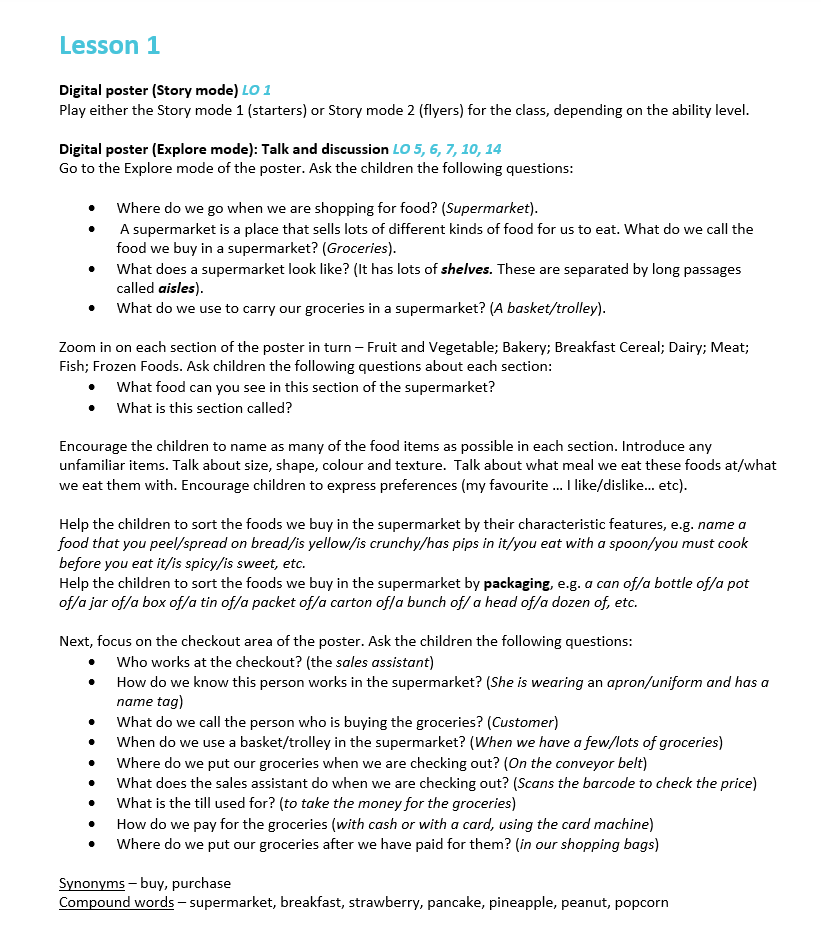 Lesson 1
Digital poster (Story mode) LO 1
Play either the Story mode 1 (starters) or Story mode 2 (flyers) for the class, depending on the ability level.
Digital poster (Explore mode): Talk and discussion LO 5, 6, 7, 10, 14
Go to the Explore mode of the poster. Ask the children the following questions:
• Where do we go when we are shopping for food? (Supermarket).
• A supermarket is a place that sells lots of different kinds of food for us to eat. What do we call the
food we buy in a supermarket? (Groceries).
• What does a supermarket look like? (It has lots of shelves. These are separated by long passages
called aisles).
• What do we use to carry our groceries in a supermarket? (A basket/trolley).
Zoom in on each section of the poster in turn – Fruit and Vegetable; Bakery; Breakfast Cereal; Dairy; Meat;
Fish; Frozen Foods. Ask children the following questions about each section:
• What food can you see in this section of the supermarket?
• What is this section called?
Encourage the children to name as many of the food items as possible in each section. Introduce any
unfamiliar items. Talk about size, shape, colour and texture. Talk about what meal we eat these foods at/what
we eat them with. Encourage children to express preferences (my favourite … I like/dislike… etc).
Help the children to sort the foods we buy in the supermarket by their characteristic features, e.g. name a
food that you peel/spread on bread/is yellow/is crunchy/has pips in it/you eat with a spoon/you must cook
before you eat it/is spicy/is sweet, etc.
Help the children to sort the foods we buy in the supermarket by packaging, e.g. a can of/a bottle of/a pot
of/a jar of/a box of/a tin of/a packet of/a carton of/a bunch of/ a head of/a dozen of, etc.
Next, focus on the checkout area of the poster. Ask the children the following questions:
• Who works at the checkout? (the sales assistant)
• How do we know this person works in the supermarket? (She is wearing an apron/uniform and has a
name tag)
• What do we call the person who is buying the groceries? (Customer)
• When do we use a basket/trolley in the supermarket? (When we have a few/lots of groceries)
• Where do we put our groceries when we are checking out? (On the conveyor belt)
• What does the sales assistant do when we are checking out? (Scans the barcode to check the price)
• What is the till used for? (to take the money for the groceries)
• How do we pay for the groceries (with cash or with a card, using the card machine)
• Where do we put our groceries after we have paid for them? (in our shopping bags)
Synonyms – buy, purchase
Compound words – supermarket, breakfast, strawberry, pancake, pineapple, peanut, popcorn